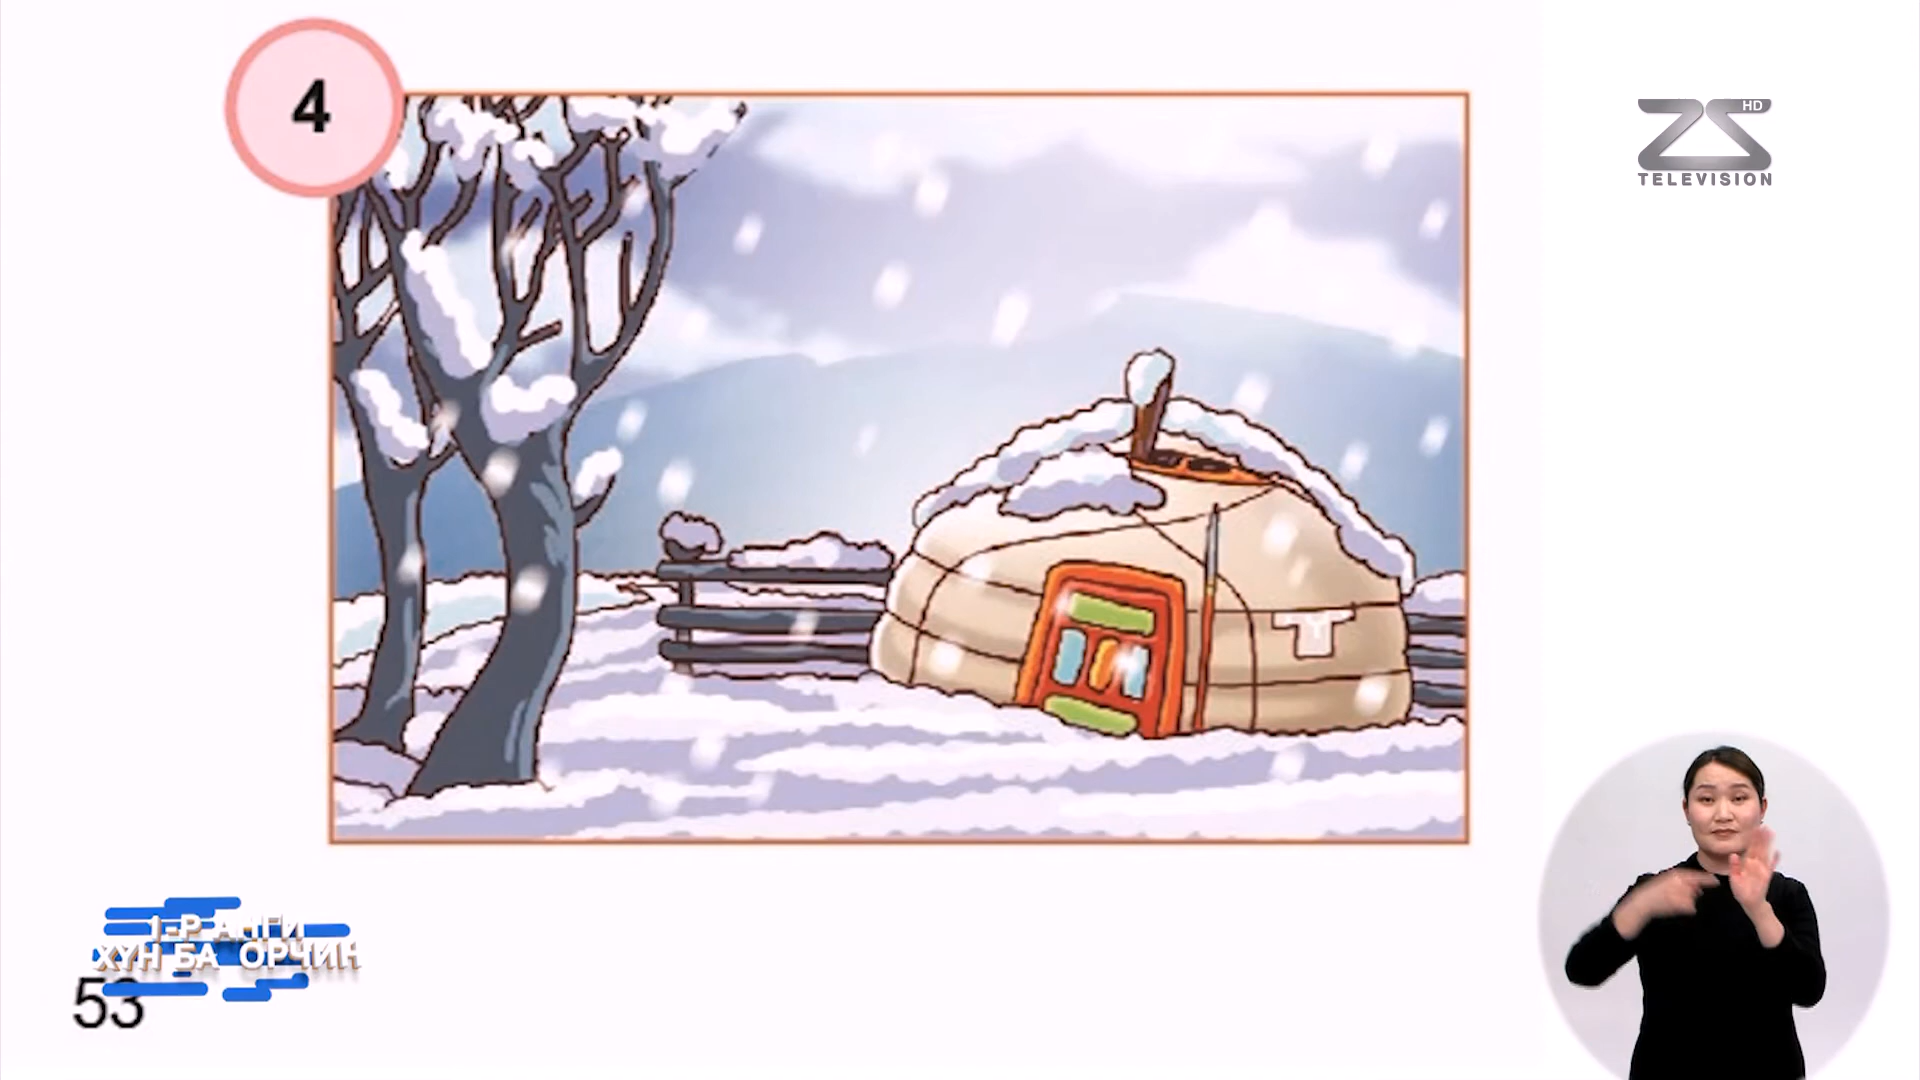 4
HD
TELEVISION
1-Р АНГИ
ХҮН БА ОРЧИН
53